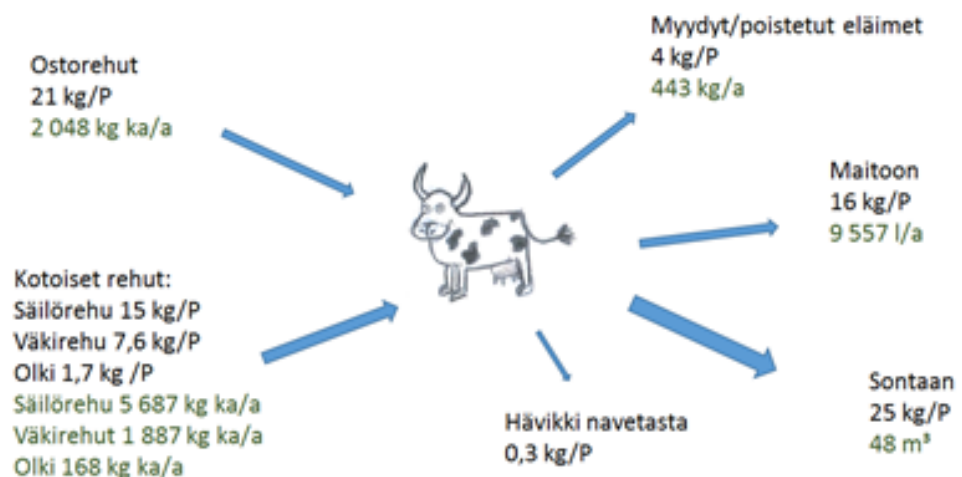 Ostorehut
21 kg/P
2 048 kg ka/a
Kotoiset rehut:
Säilörehu 15 kg/P
Väkirehu 7,6 kg/P
Olki 1,7 kg /P
Säilörehu 5 687 kg ka/a
Väkirehut 1 887 kg ka/a
Olki 168 kg ka/a
Myydyt/poistetut eläimet
4 kg/P
443 kg/a
Maitoon
16 kg/P
9 557 l/a
Sontaan
25 kg/P
48 m³
Hävikki navetasta
0,3 kg/P